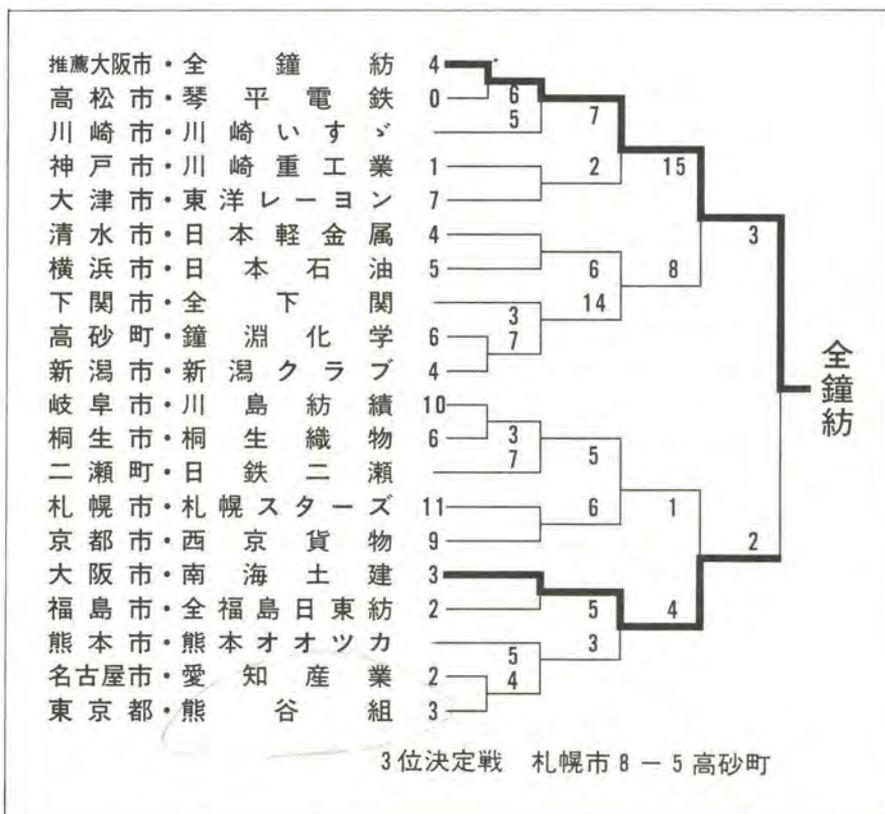 推薦大阪市・全鐘紡 4
高松市・琴平電鉄 0
6
5
7
川崎市・川崎いすゞ
神戸市・川崎重工業 1
2
15
大津市・東洋レーヨン 7
清水市・日本軽金属 4
3
横浜市・日本石油 5
6
8
下関市・全下関
3
14
高砂町・鐘淵化学 6
7
新潟市・新潟クラブ 4
岐阜市・川島紡績 10
全鐘紡
桐生市・桐生織物 6
3
7
5
二瀬町・日鉄二瀬
札幌市・札幌スターズ 11
6
1
京都市・西京貨物 9
2
大阪市・南海土建 3
福島市・全福島日東紡 2
5
4
熊本市・熊本オオツカ
5
3
名古屋市・愛知産業 2
4
東京都・熊谷組 3
3位決定戦 札幌市8－5高砂町